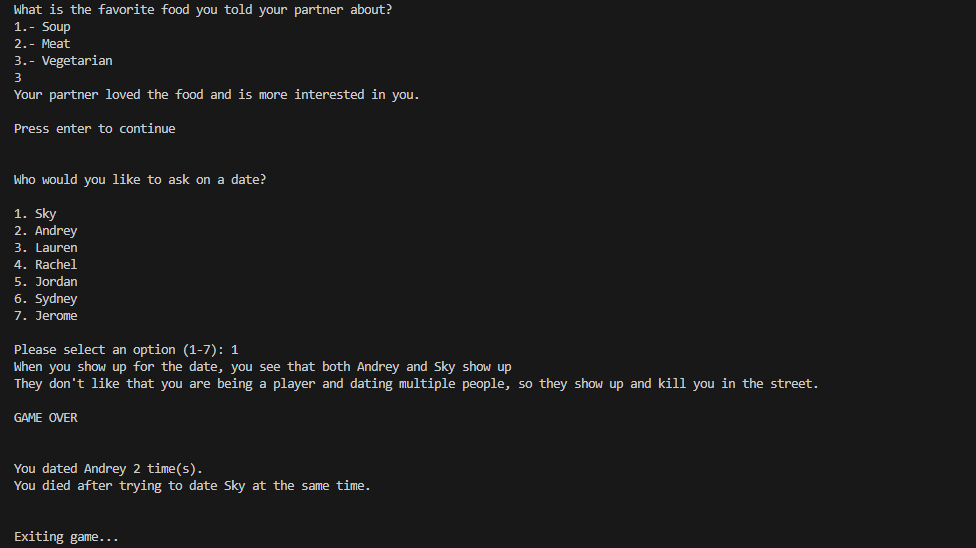 What is the favorite food you told your partner about?
1.- Soup
2.- Meat
3.- Vegetarian
3
Your partner loved the food and is more interested in you.
Press enter to continue
Who would you like to ask on a date?
1. Sky
2. Andrey
3. Lauren
4. Rachel
5. Jordan
6. Sydney
7. Jerome
Please select an option (1-7): 1
When you show up for the date, you see that both Andrey and Sky show up
They don't like that you are being a player and dating multiple people, so they show up and kill you in the street.
GAME OVER
You dated Andrey 2 time(s).
You died after trying to date Sky at the same time.
Exiting game...